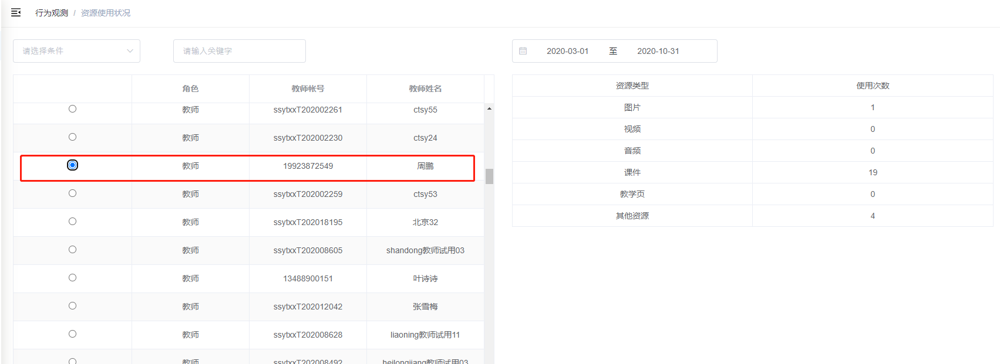 行为观测 / 资源使用状况
请选择条件 请输入关键字
角色 教师帐号 教师姓名
教师 ssytxxT202002261 ctsy55
教师 ssytxxT202002230 ctsy24
教师 19923872549 周鹏
教师 ssytxxT202002259 ctsy53
教师 ssytxxT202018195 北京32
教师 ssytxxT202008605 shandong教师试用03
教师 13488900151 叶诗诗
教师 ssytxxT202012042 张雪梅
教师 ssytxxT202008628 liaoning教师试用11
教师 ssytxxT202008492 heilongjiang教师试用03
2020-03-01 至 2020-10-31
资源类型 使用次数
图片 1
视频 0
音频 0
课件 19
教学页 0
其他资源 4